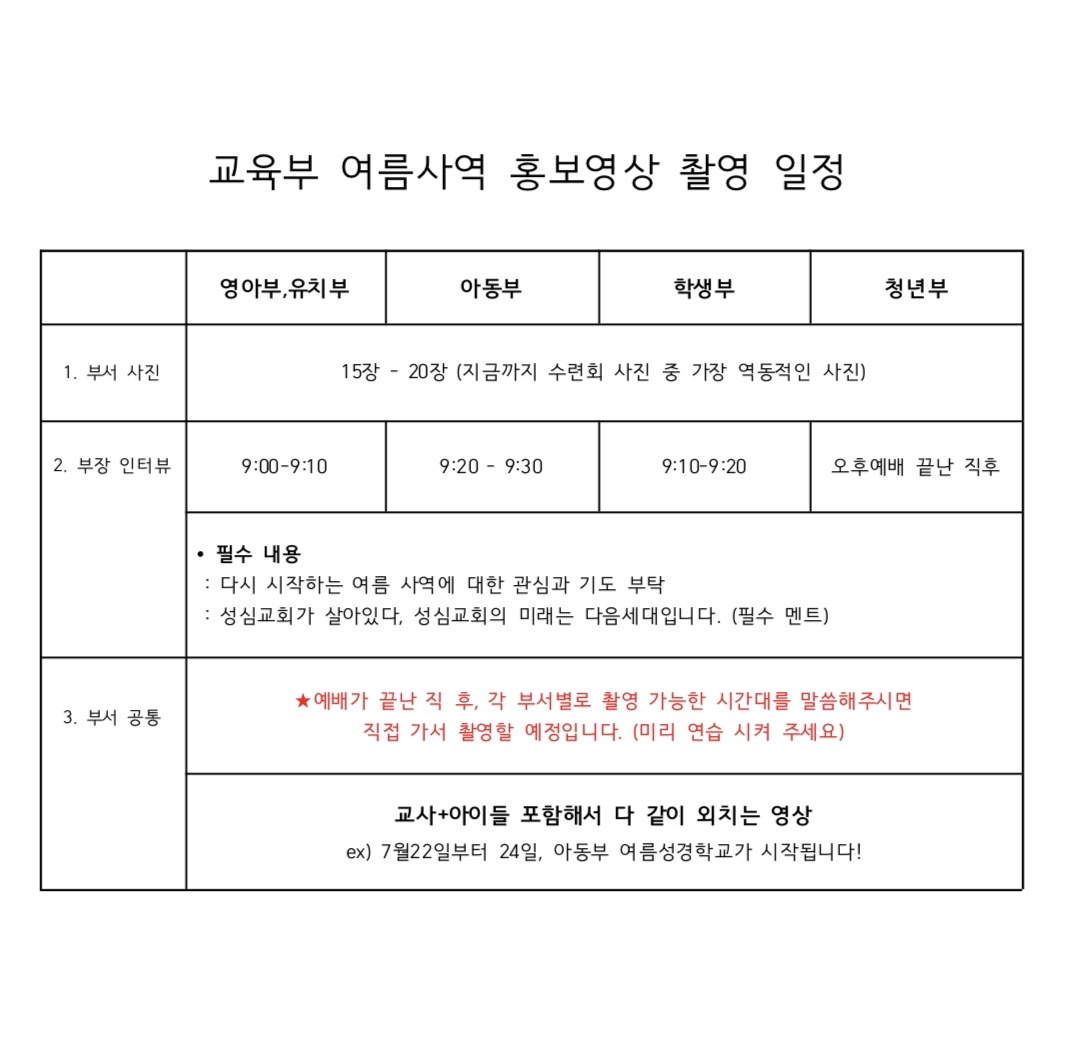 교육부 여름사역 홍보영상 촬영 일정
영아부,유치부 아동부 학생부 청년부
1. 부서 사진 15장 - 20장 (지금까지 수련회 사진 중 가장 역동적인 사진)
2. 부장 인터뷰 9:00-9:10 9:20 - 9:30 9:10-9:20 오후예배 끝난 직후
• 필수 내용
: 다시 시작하는 여름 사역에 대한 관심과 기도 부탁
: 성심교회가 살아있다, 성심교회의 미래는 다음세대입니다. (필수 멘트)
3. 부서 공통
★예배가 끝난 직 후, 각 부서별로 촬영 가능한 시간대를 말씀해주시면
직접 가서 촬영할 예정입니다. (미리 연습 시켜 주세요)
교사+아이들 포함해서 다 같이 외치는 영상
ex) 7월22일부터 24일, 아동부 여름성경학교가 시작됩니다!